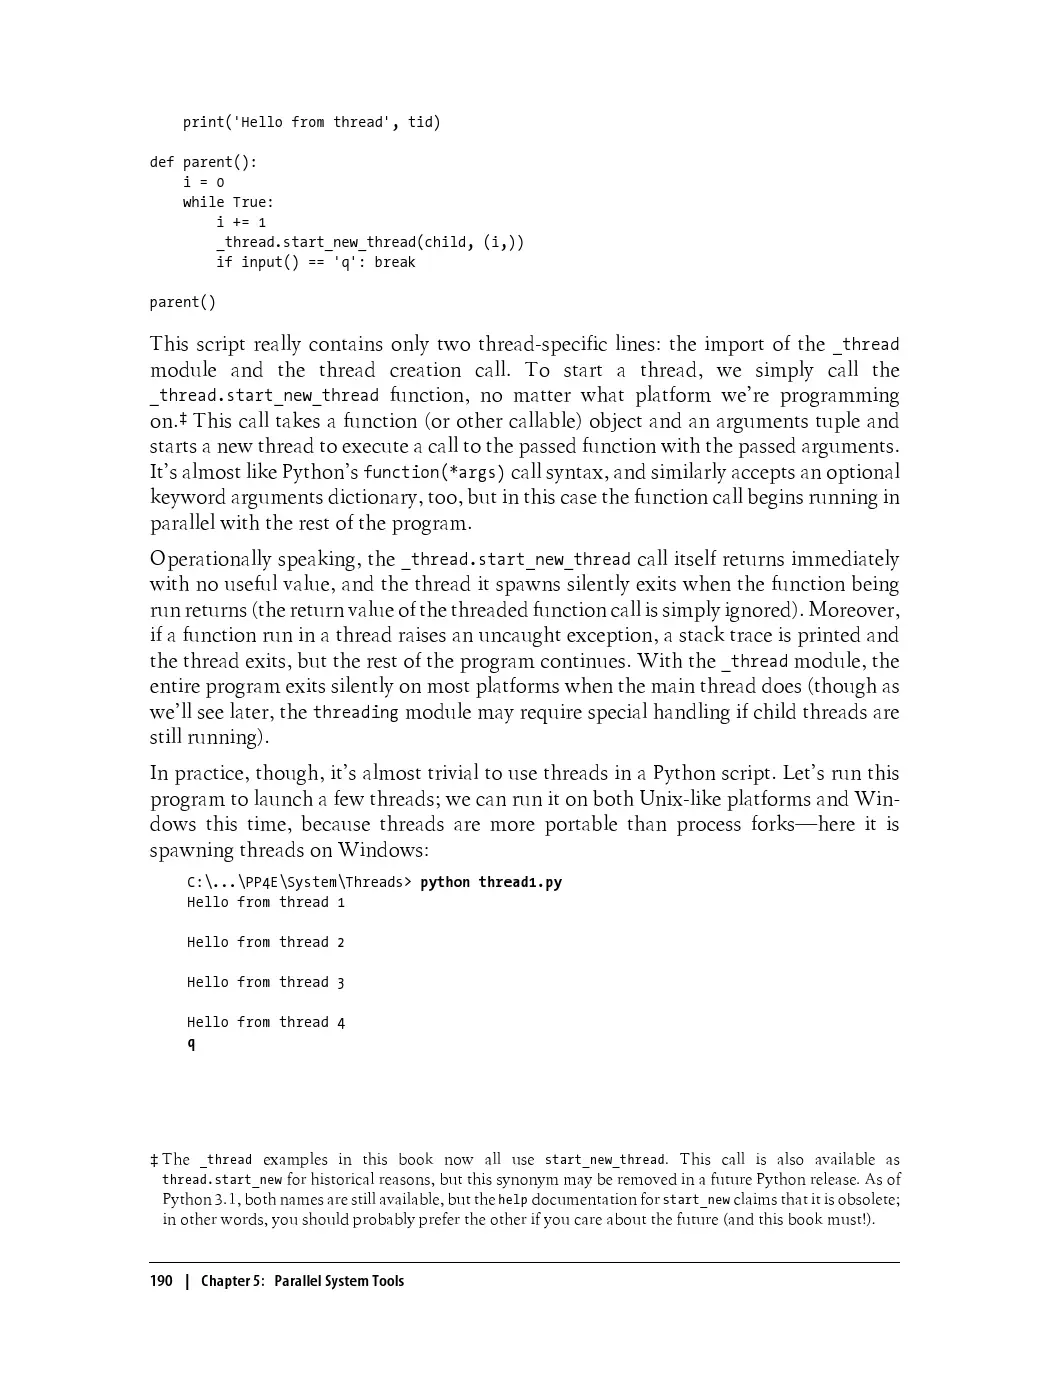 print('Hello from thread', tid)
def parent():
i = 0
while True:
i += 1
_thread.start_new_thread(child, (i,))
if input() == 'q': break
parent()
This script really contains only two thread-specific lines: the import of the _thread
module and the thread creation call. To start a thread, we simply call the
_thread.start_new_thread function, no matter what platform we're programming
on.‡ This call takes a function (or other callable) object and an arguments tuple and
starts a new thread to execute a call to the passed function with the passed arguments.
It's almost like Python's function(*args) call syntax, and similarly accepts an optional
keyword arguments dictionary, too, but in this case the function call begins running in
parallel with the rest of the program.
Operationally speaking, the _thread.start_new_thread call itself returns immediately
with no useful value, and the thread it spawns silently exits when the function being
run returns (the return value of the threaded function call is simply ignored). Moreover,
if a function run in a thread raises an uncaught exception, a stack trace is printed and
the thread exits, but the rest of the program continues. With the _thread module, the
entire program exits silently on most platforms when the main thread does (though as
we'll see later, the threading module may require special handling if child threads are
still running).
In practice, though, it's almost trivial to use threads in a Python script. Let's run this
program to launch a few threads; we can run it on both Unix-like platforms and Win-
dows this time, because threads are more portable than process forks—here it is
spawning threads on Windows:
C:\...\PP4E\System\Threads> python thread1.py
Hello from thread 1
Hello from thread 2
Hello from thread 3
Hello from thread 4
q
‡ The _thread examples in this book now all use start_new_thread. This call is also available as
thread.start_new for historical reasons, but this synonym may be removed in a future Python release. As of
Python 3.1, both names are still available, but the help documentation for start_new claims that it is obsolete;
in other words, you should probably prefer the other if you care about the future (and this book must!).
190 | Chapter 5: Parallel System Tools